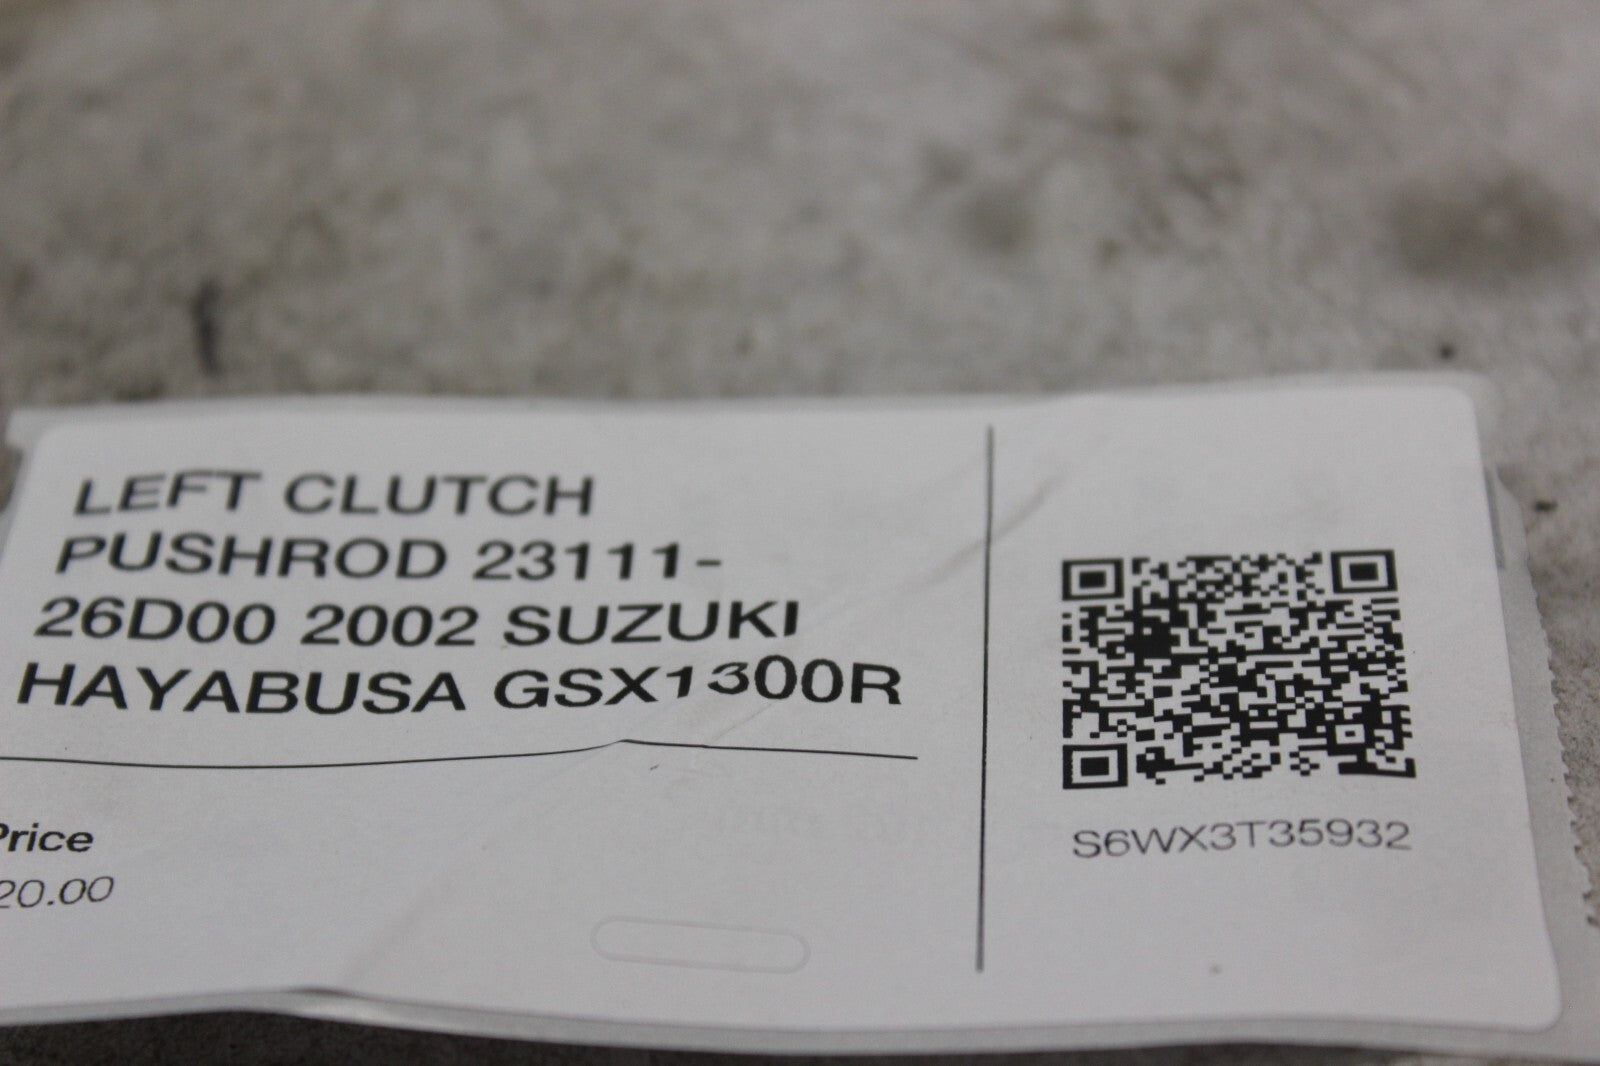 LEFT CLUTCH
PUSHROD 23111-
26D00 2002 SUZUKI
HAYABUSA GSX1300R
Price
20.00
S6WX3T35932